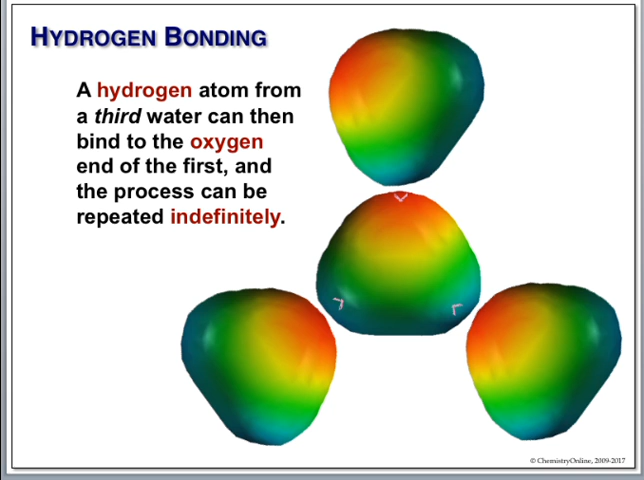 HYDROGEN BONDING
A hydrogen atom from
a third water can then
bind to the oxygen
end of the first, and
the process can be
repeated indefinitely.
© ChemistryOnline, 2009-2017